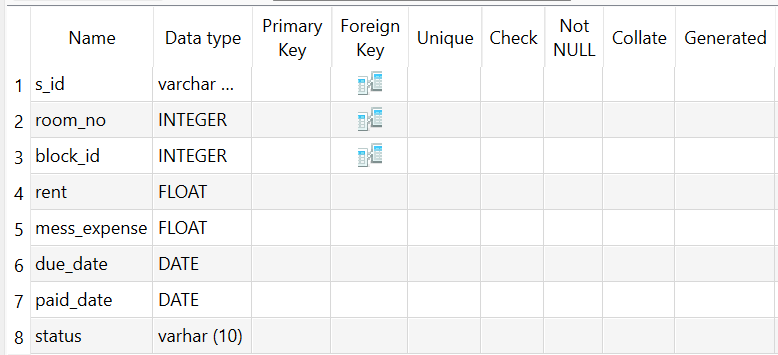 Name Data type Primary Key Foreign Key Unique Check Not NULL Collate Generated
1 s_id varchar ...
2 room_no INTEGER
3 block_id INTEGER
4 rent FLOAT
5 mess_expense FLOAT
6 due_date DATE
7 paid_date DATE
8 status varhar (10)